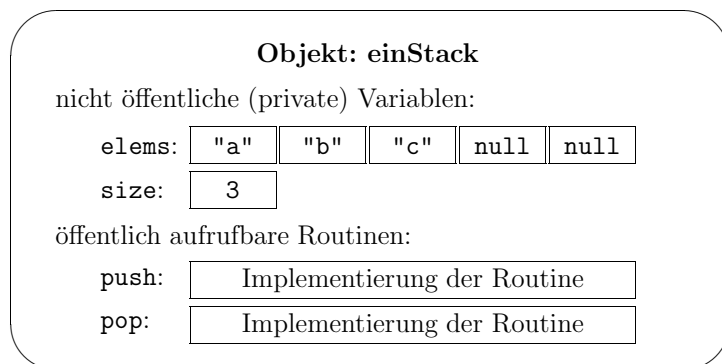 Objekt: einStack
nicht öffentliche (private) Variablen:
elems: "a" "b" "c" null null
size: 3
öffentlich aufrufbare Routinen:
push: Implementierung der Routine
pop: Implementierung der Routine